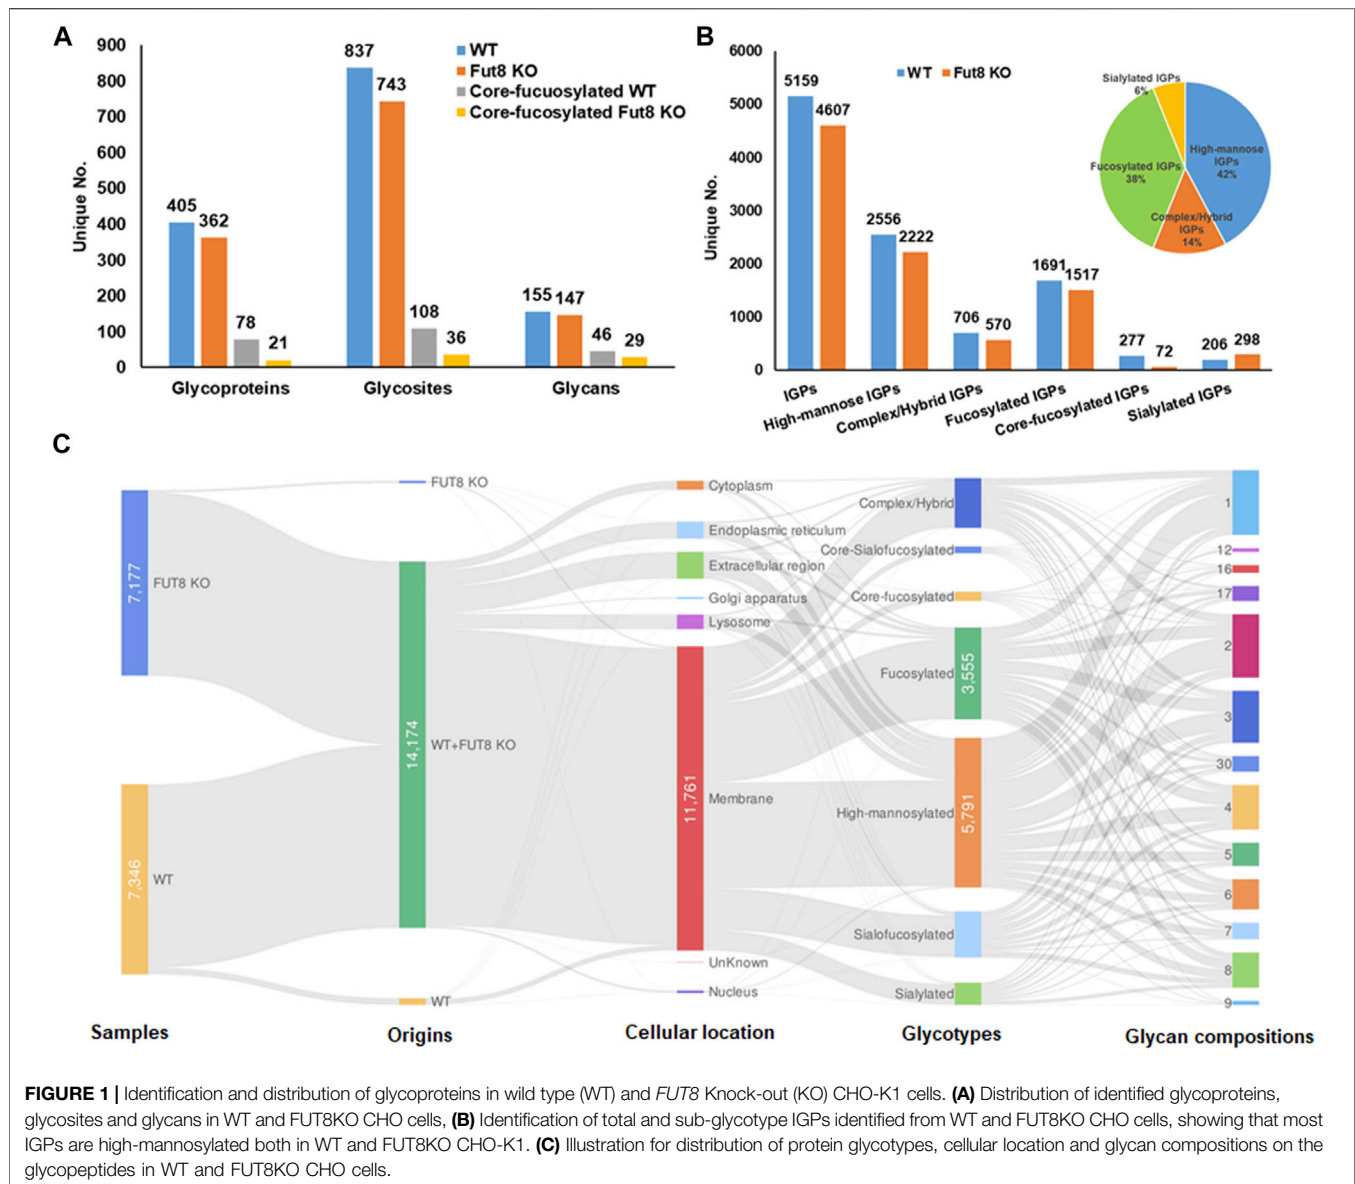 A
900
800
700
600
500
400
300
200
100
0
Unique No.
WT
Fut8 KO
Core-fucuosylated WT
Core-fucosylated Fut8 KO
405
362
78
21
837
743
108
36
155
147
46
29
Glycoproteins
Glycosites
Glycans
B
6000
5000
4000
3000
2000
1000
0
Unique No.
WT
Fut8 KO
5159
4607
2556
2222
706
570
1691
1517
277
72
206
298
IGPs
High-mannose IGPs
Complex/Hybrid IGPs
Fucosylated IGPs
Core-fucosylated IGPs
Sialylated IGPs
Sialylated IGPs
6%
High-mannose
IGPs
42%
Fucosylated IGPs
38%
Complex/Hybrid
IGPs
14%
C
7,177
FUT8 KO
7,346
WT
FUT8 KO
14,174
WT+FUT8 KO
WT
Cytoplasm
Endoplasmic reticulum
Extracellular region
Golgi apparatus
Lysosome
11,761
Membrane
UnKnown
Nucleus
Complex/Hybrid
Core-Sialofucosylated
Core-fucosylated
Fucosylated
3,555
High-mannosylated
5,791
Sialofucosylated
Sialylated
1
12
16
17
2
3
30
4
5
6
7
8
9
Samples
Origins
Cellular location
Glycotypes
Glycan compositions
FIGURE 1 | Identification and distribution of glycoproteins in wild type (WT) and FUT8 Knock-out (KO) CHO-K1 cells. (A) Distribution of identified glycoproteins,
glycosites and glycans in WT and FUT8KO CHO cells, (B) Identification of total and sub-glycotype IGPs identified from WT and FUT8KO CHO cells, showing that most
IGPs are high-mannosylated both in WT and FUT8KO CHO-K1. (C) Illustration for distribution of protein glycotypes, cellular location and glycan compositions on the
glycopeptides in WT and FUT8KO CHO cells.